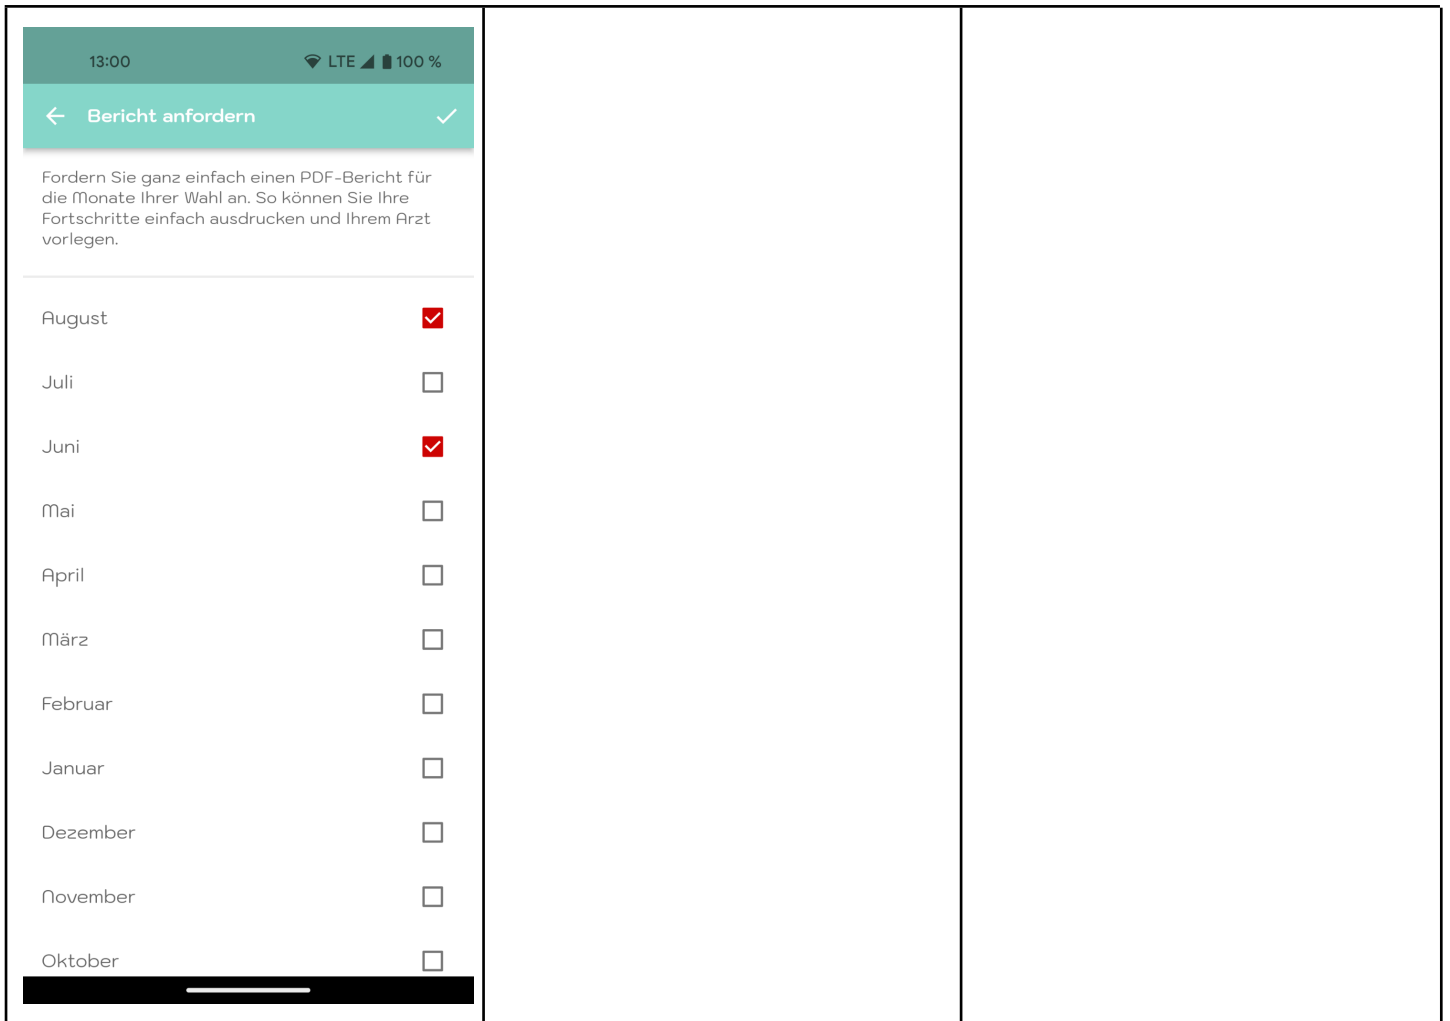 13:00 LTE 100 %
Bericht anfordern
Fordern Sie ganz einfach einen PDF-Bericht für
die Monate Ihrer Wahl an. So können Sie Ihre
Fortschritte einfach ausdrucken und Ihrem Arzt
vorlegen.
August
Juli
Juni
Mai
April
März
Februar
Januar
Dezember
November
Oktober